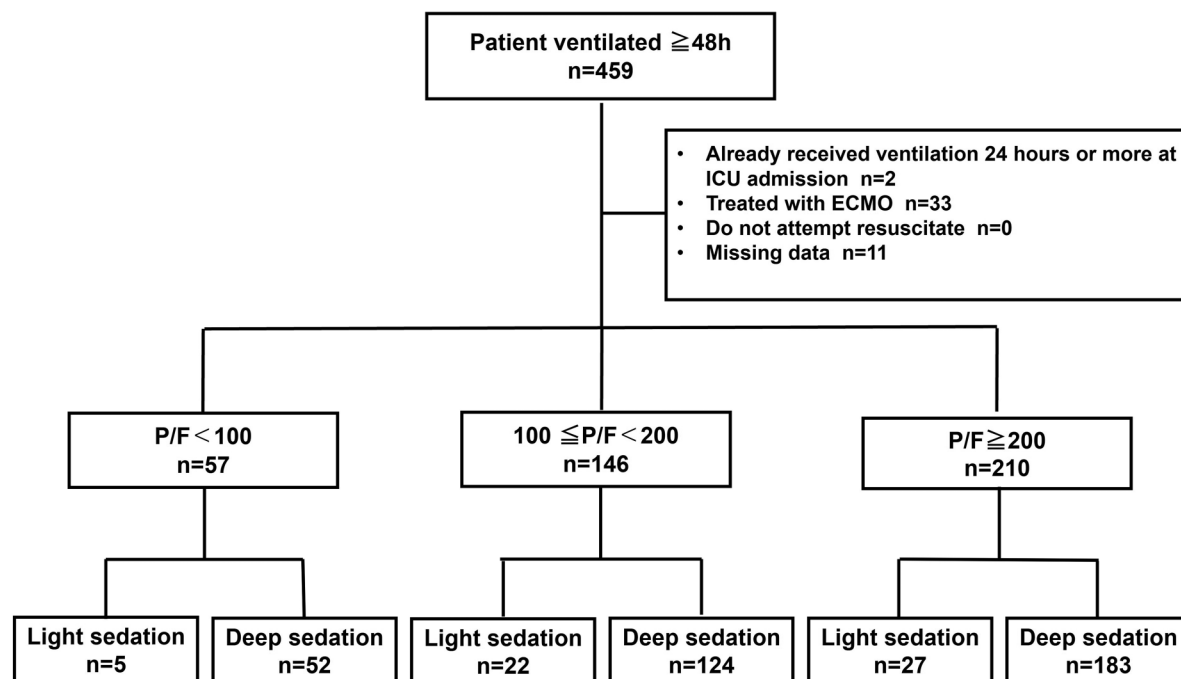 Patient ventilated ≧48h
n=459
• Already received ventilation 24 hours or more at
ICU admission n=2
• Treated with ECMO n=33
• Do not attempt resuscitate n=0
• Missing data n=11
P/F＜100
n=57
100 ≦P/F＜200
n=146
P/F≧200
n=210
Light sedation
n=5
Deep sedation
n=52
Light sedation
n=22
Deep sedation
n=124
Light sedation
n=27
Deep sedation
n=183